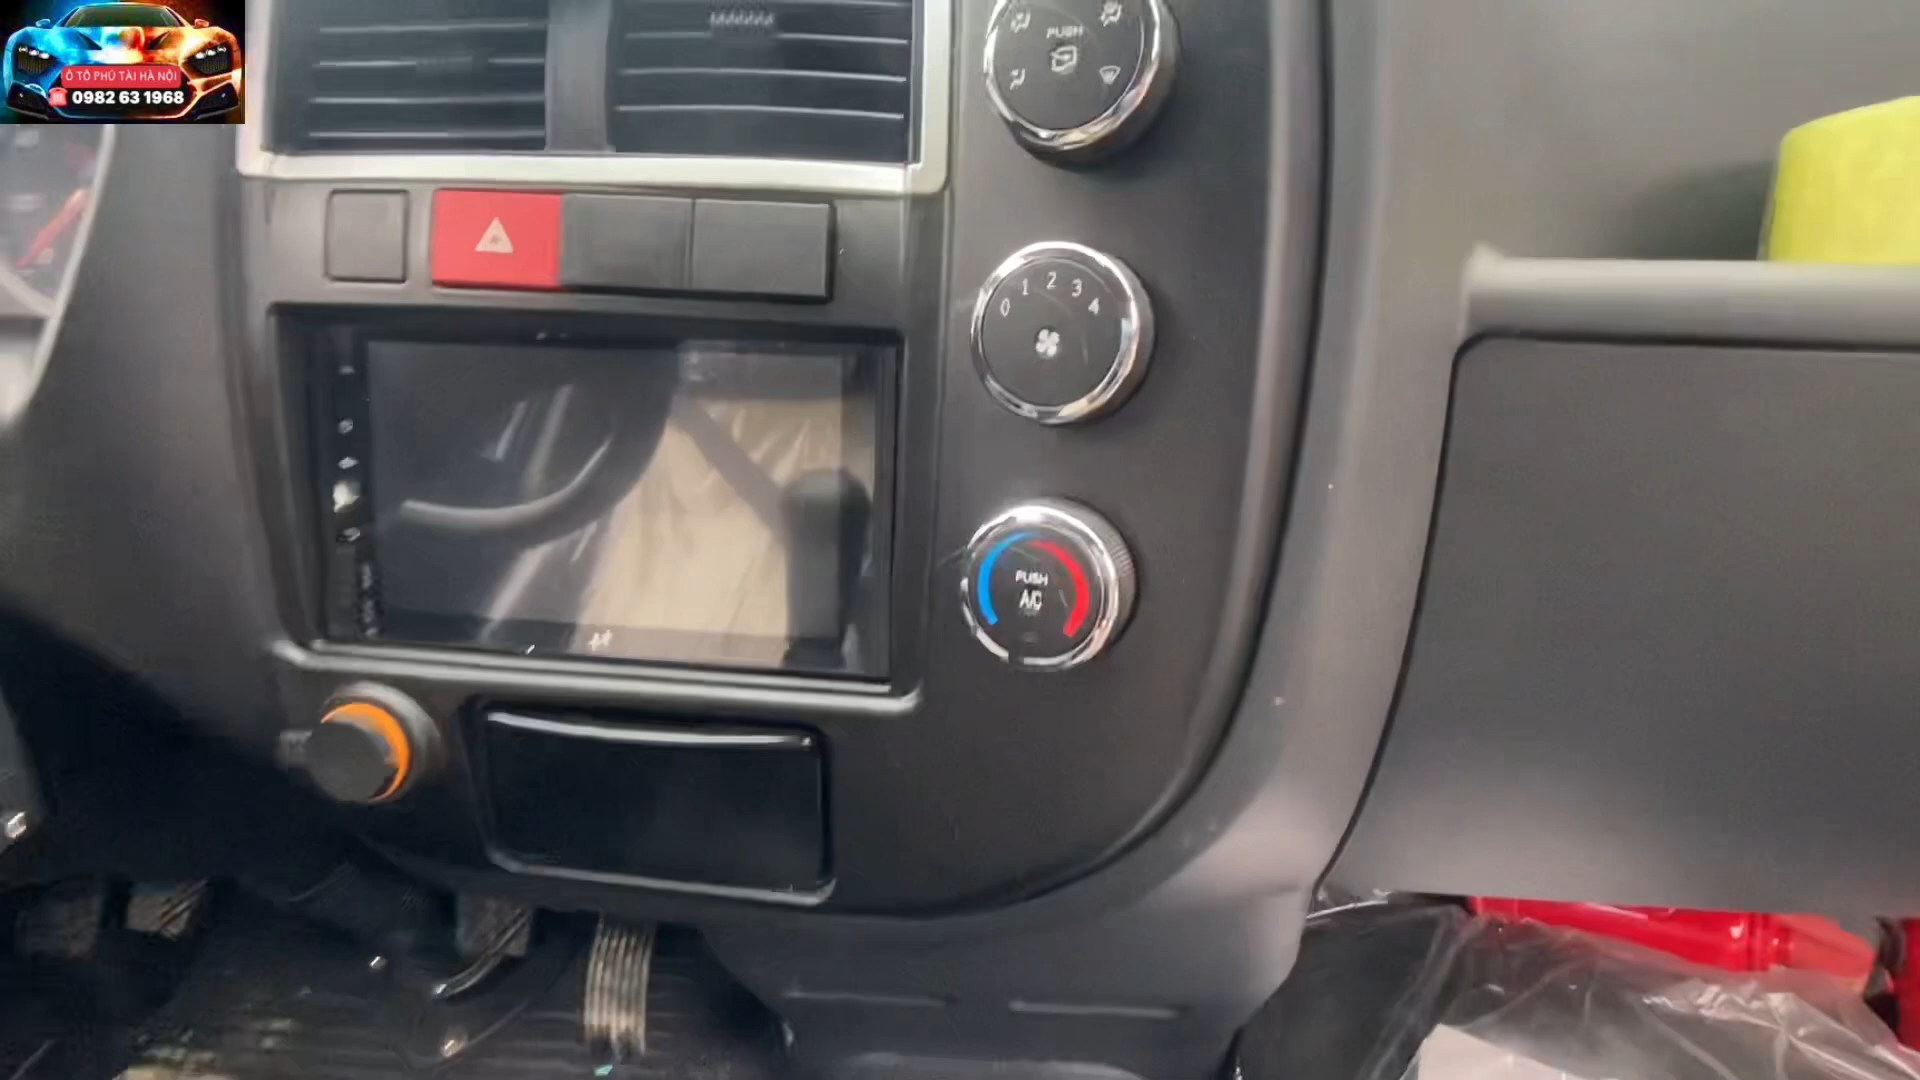 Ô TÔ PHÚ TÀI HÀ NỘI
0982 63 1968
PUSH
0 1 2 3 4
PUSH
A/C